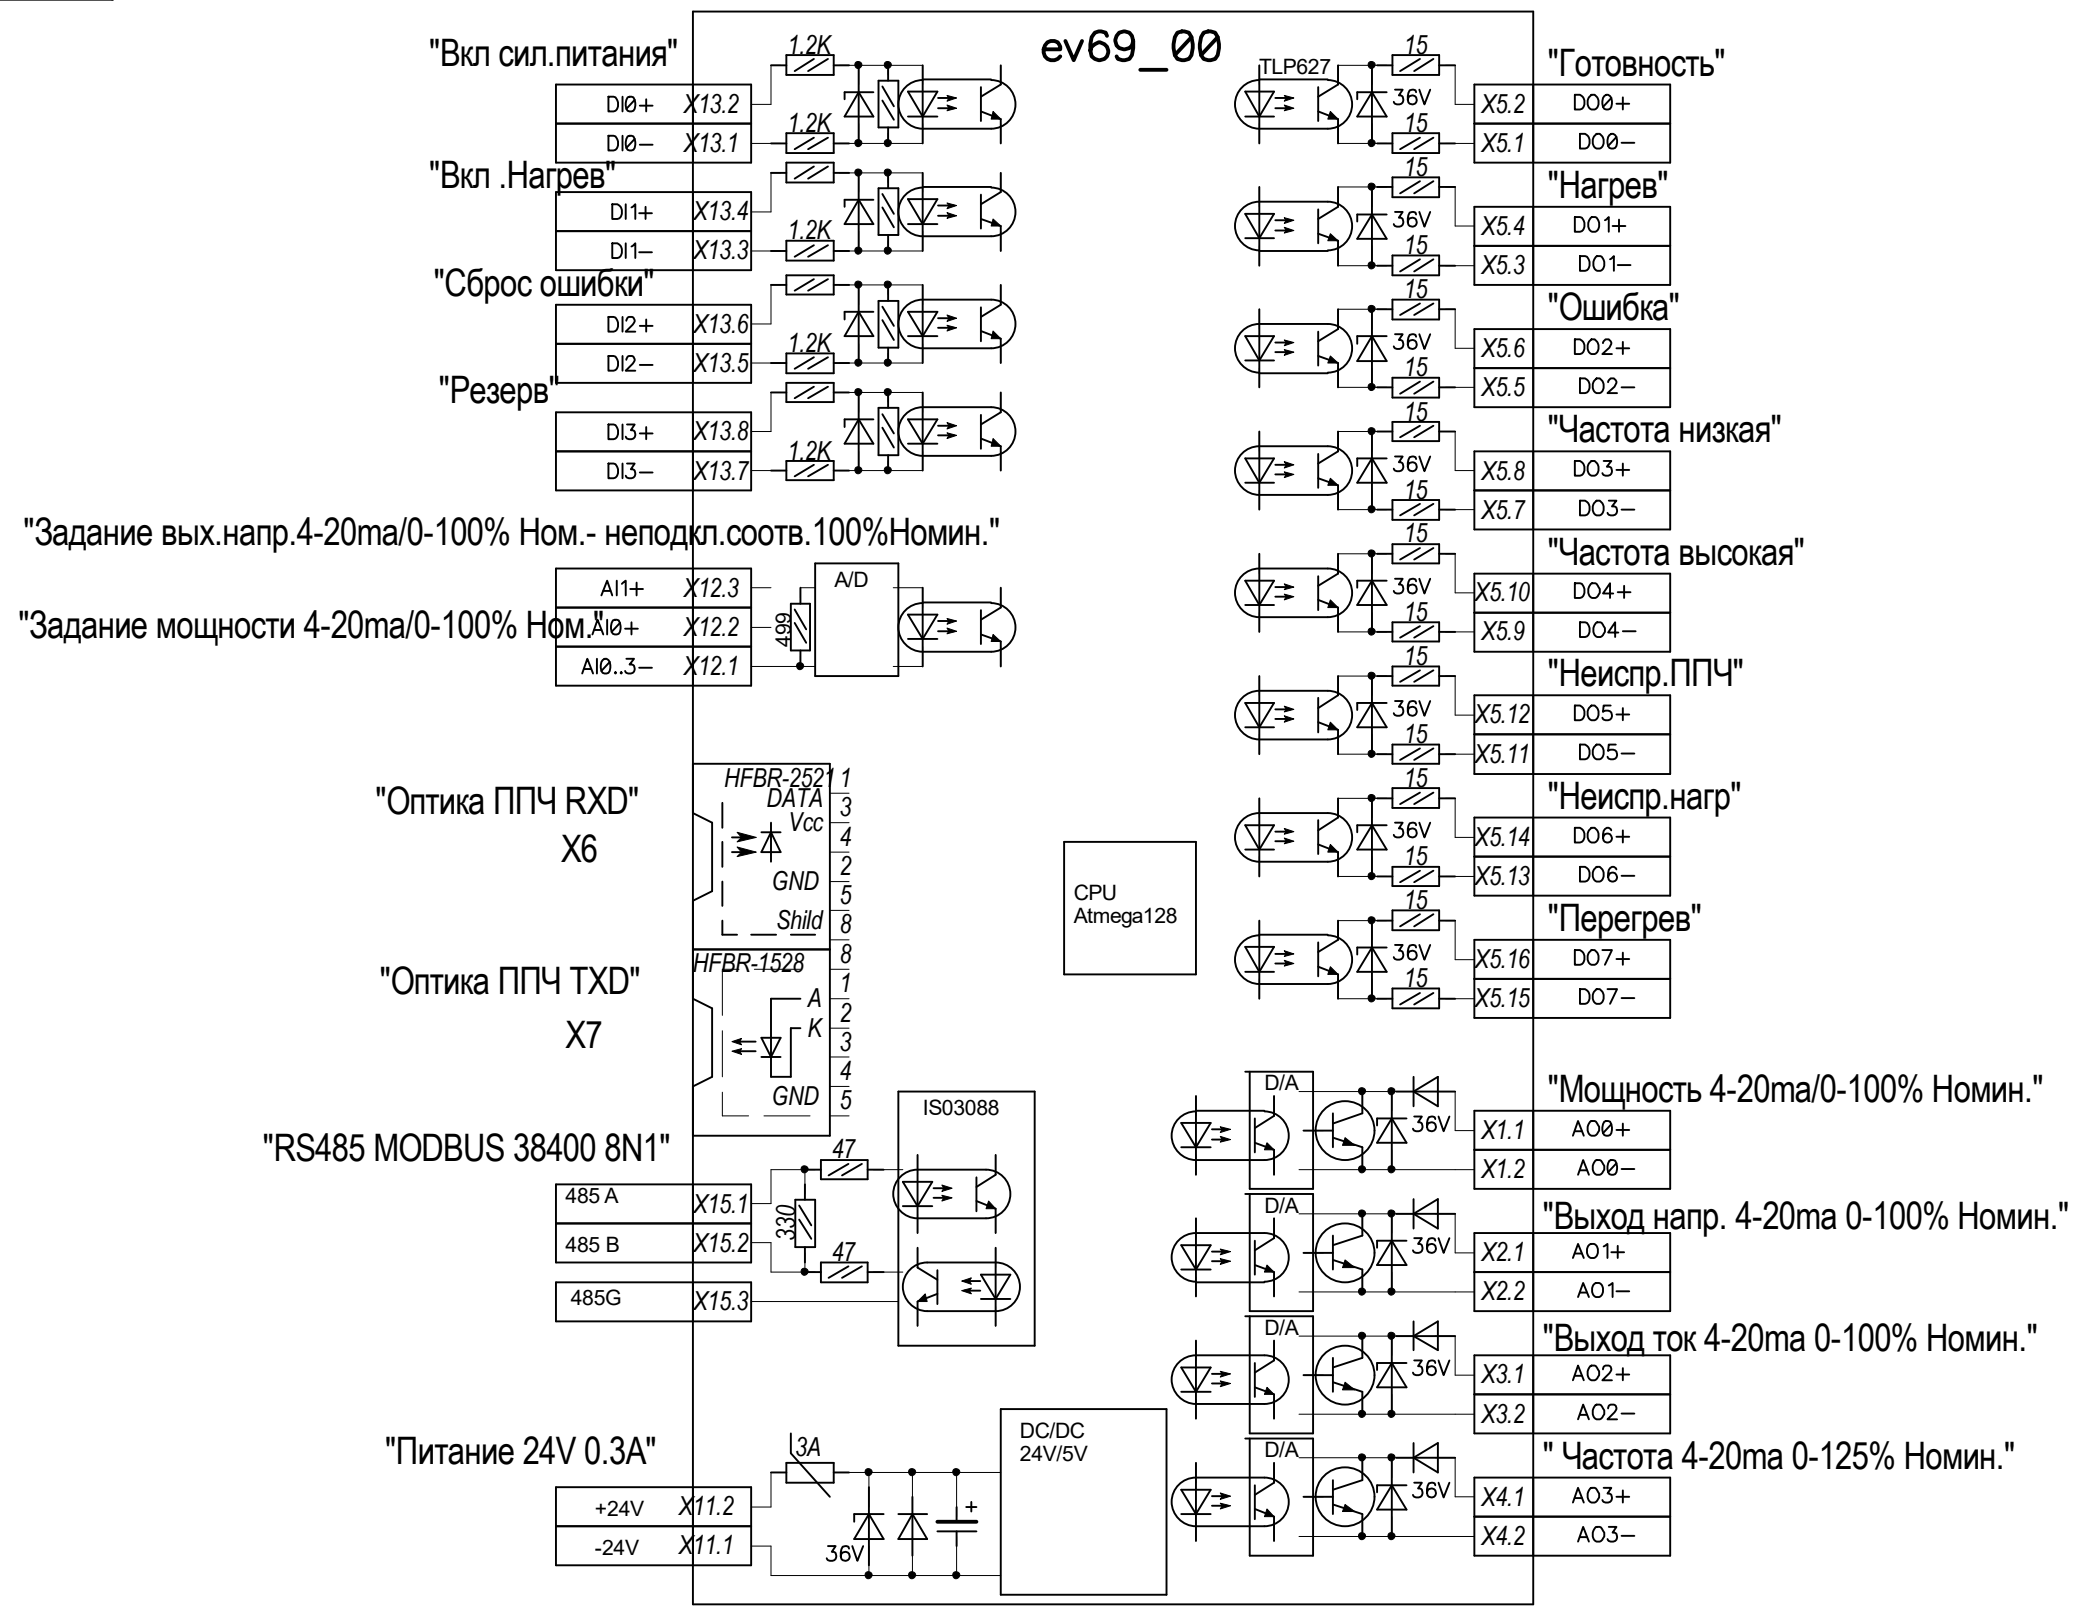 ev69_00
"Вкл сил.питания"
1.2K
DI0+ X13.2
1.2K
DI0– X13.1
"Вкл .Нагрев"
DI1+ X13.4
1.2K
DI1– X13.3
"Сброс ошибки"
DI2+ X13.6
1.2K
DI2– X13.5
"Резерв"
DI3+ X13.8
1.2K
DI3– X13.7
"Задание вых.напр.4-20ma/0-100% Ном.- неподкл.соотв.100%Номин."
A/D
AI1+ X12.3
"Задание мощности 4-20ma/0-100% Ном."
AI0+ X12.2
499
AI0..3– X12.1
"Оптика ППЧ RXD"
X6
HFBR-2521 1
DATA 3
Vcc 4
2
GND 5
Shild 8
"Оптика ППЧ TXD"
X7
HFBR-1528 8
A 1
K 2
3
4
GND 5
"RS485 MODBUS 38400 8N1"
IS03088
47
485 A X15.1
330
485 B X15.2
47
485G X15.3
"Питание 24V 0.3A"
3A
+24V X11.2
-24V X11.1
36V
+
DC/DC
24V/5V
CPU
Atmega128
TLP627
15
"Готовность"
36V X5.2 DO0+
15
X5.1 DO0–
15
"Нагрев"
36V X5.4 DO1+
15
X5.3 DO1–
15
"Ошибка"
36V X5.6 DO2+
15
X5.5 DO2–
15
"Частота низкая"
36V X5.8 DO3+
15
X5.7 DO3–
15
"Частота высокая"
36V X5.10 DO4+
15
X5.9 DO4–
15
"Неиспр.ППЧ"
36V X5.12 DO5+
15
X5.11 DO5–
15
"Неиспр.нагр"
36V X5.14 DO6+
15
X5.13 DO6–
15
"Перегрев"
36V X5.16 DO7+
15
X5.15 DO7–
D/A
"Мощность 4-20ma/0-100% Номин."
36V X1.1 AO0+
X1.2 AO0–
D/A
"Выход напр. 4-20ma 0-100% Номин."
36V X2.1 AO1+
X2.2 AO1–
D/A
"Выход ток 4-20ma 0-100% Номин."
36V X3.1 AO2+
X3.2 AO2–
D/A
" Частота 4-20ma 0-125% Номин."
36V X4.1 AO3+
X4.2 AO3–